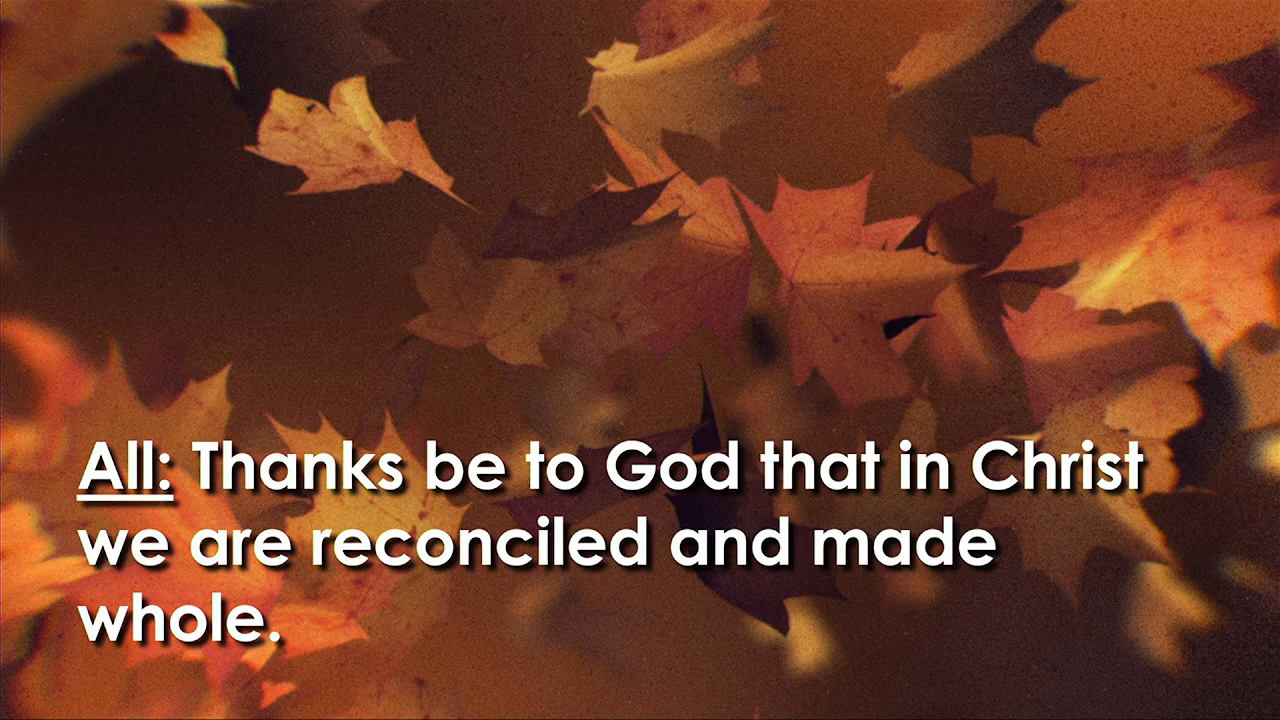 All: Thanks be to God that in Christ
we are reconciled and made
whole.